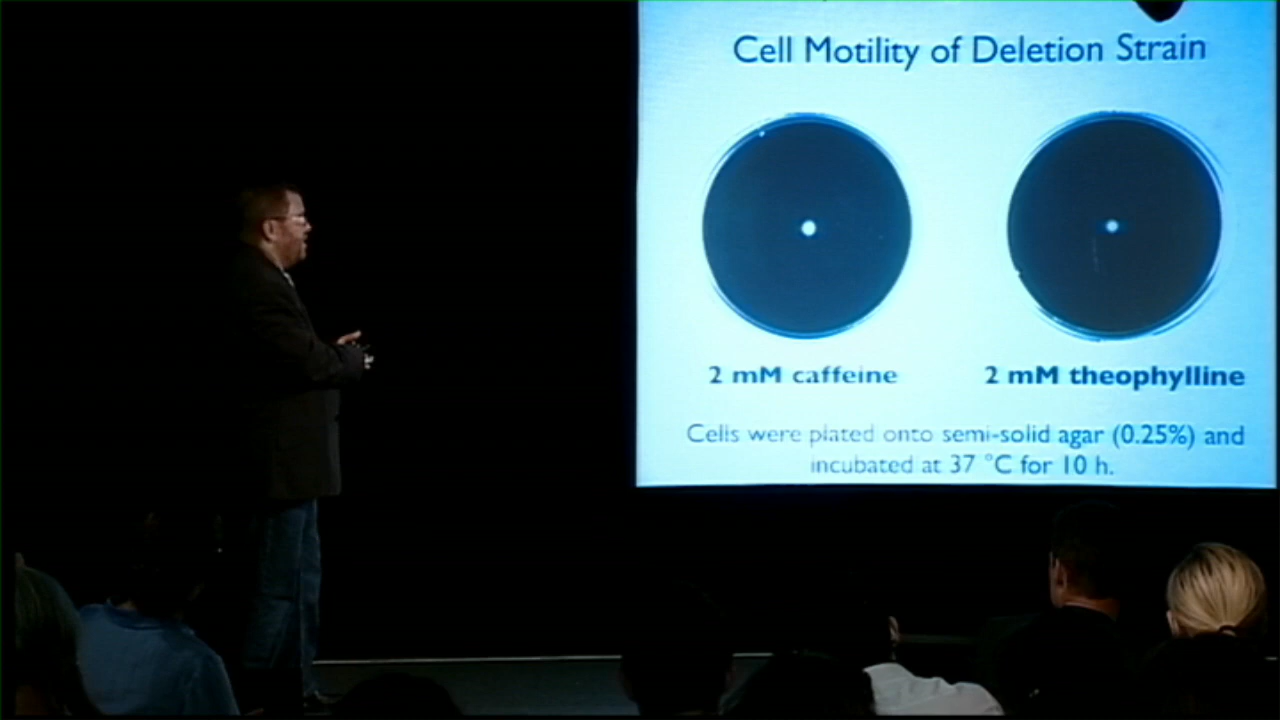 Cell Motility of Deletion Strain
2 mM caffeine
2 mM theophylline
Cells were plated onto semi-solid agar (0.25%) and
incubated at 37 °C for 10 h.